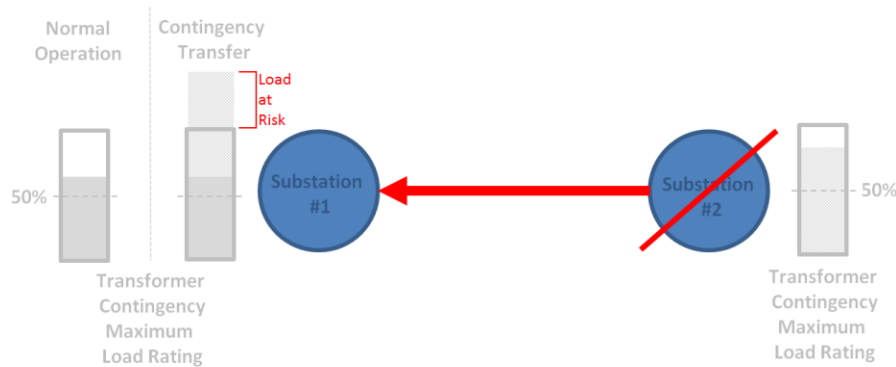 Normal
Operation
Contingency
Transfer
Load
at
Risk
50%
Substation
#1
Substation
#2
50%
Transformer
Contingency
Maximum
Load Rating
Transformer
Contingency
Maximum
Load Rating